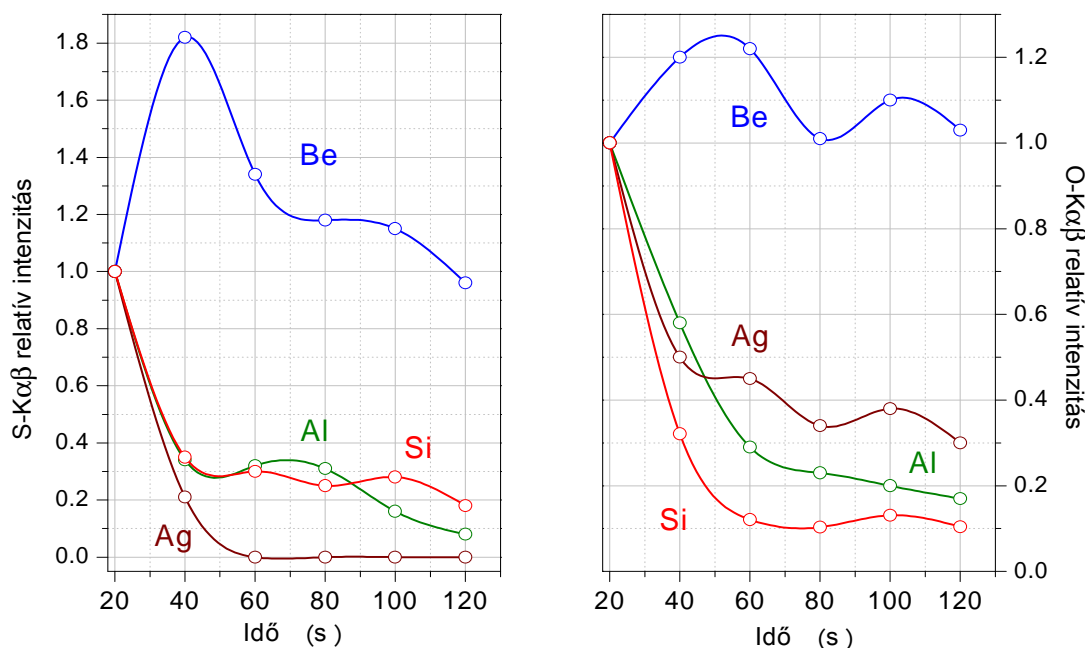 S-Kαβ relatív intenzitás
1.8
1.6
1.4
1.2
1.0
0.8
0.6
0.4
0.2
0.0
Be
Al
Si
Ag
20 40 60 80 100 120
Idő (s)
Be
Ag
Al
Si
1.2
1.0
0.8
0.6
0.4
0.2
0.0
O-Kαβ relatív intenzitás
20 40 60 80 100 120
Idő (s)